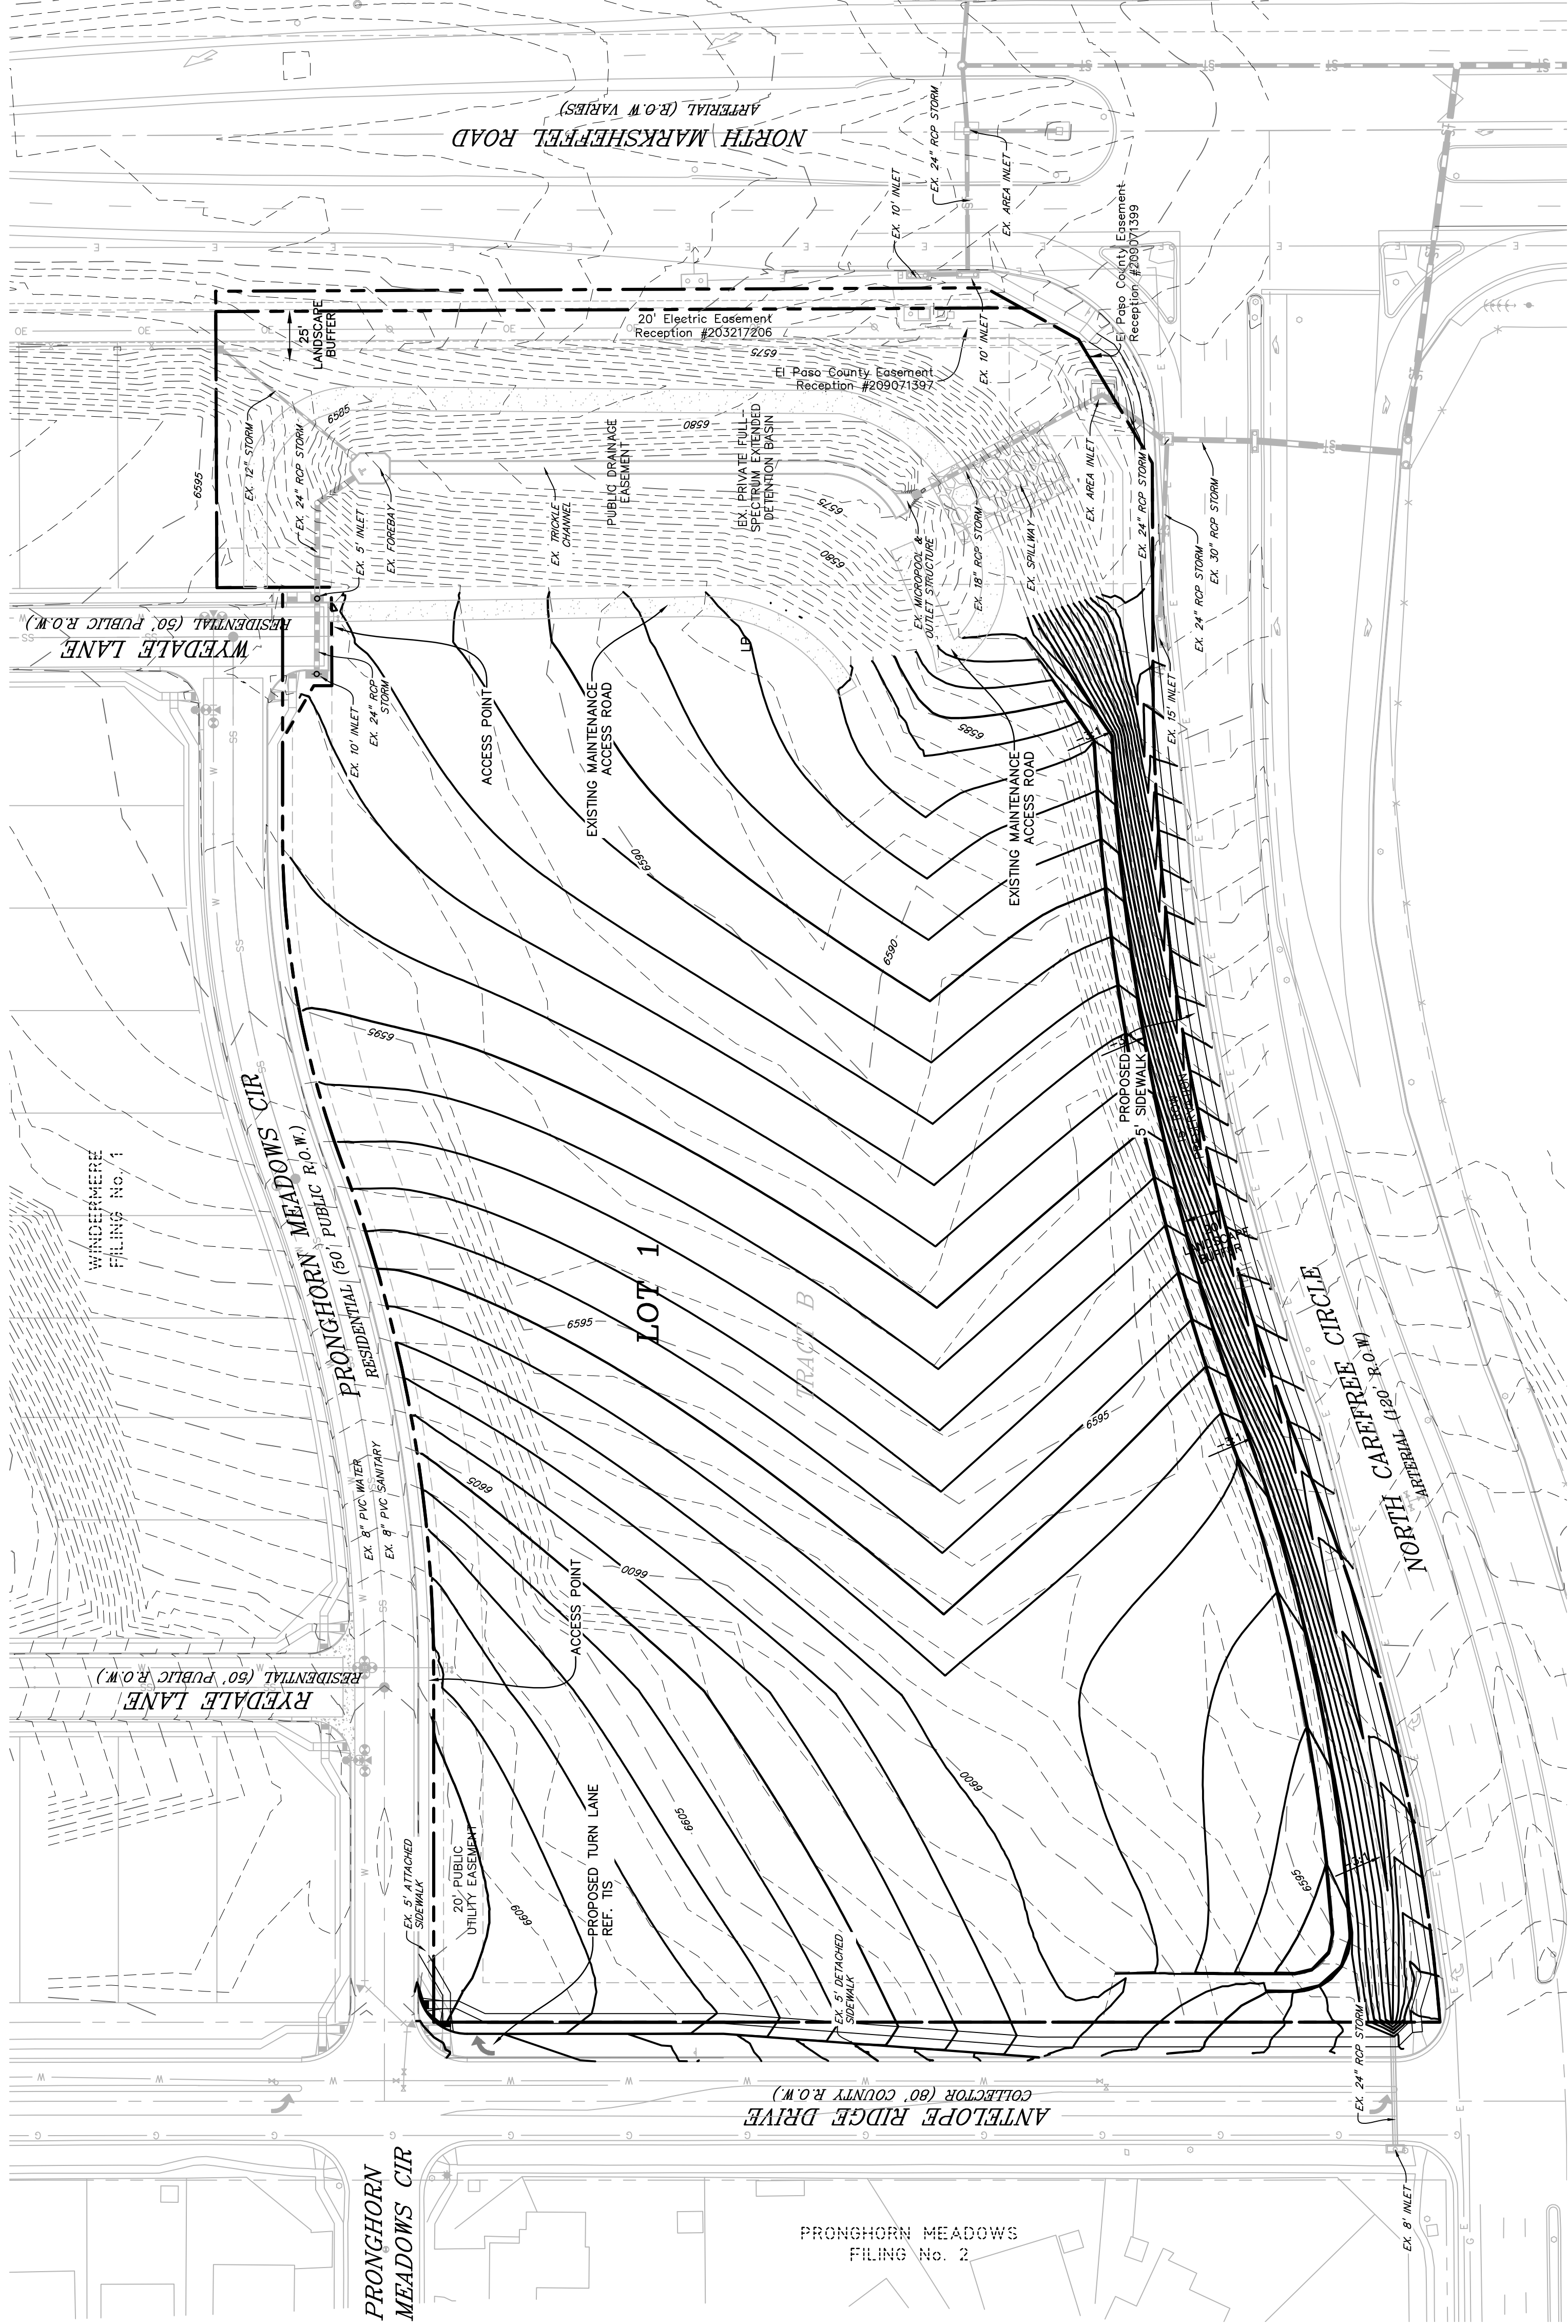 NORTH MARKSHEFFEL ROAD
ARTERIAL (R.O.W VARIES)
EX. 24" RCP STORM
EX. 10' INLET
EX. AREA INLET
El Paso County Easement
Reception #209071399
25'
LANDSCAPE
BUFFER
20' Electric Easement
Reception #203217206
El Paso County Easement
Reception #209071397
EX. 10' INLET
6575
6585
6580
6595
EX. 12" STORM
EX. 24" RCP STORM
EX. 5' INLET
EX. FOREBAY
EX. TRICKLE
CHANNEL
PUBLIC DRAINAGE
EASEMENT
EX. PRIVATE FULL-
SPECTRUM EXTENDED
DETENTION BASIN
6575
6580
EX. MICROPOOL &
OUTLET STRUCTURE
EX. 18" RCP STORM
EX. SPILLWAY
EX. AREA INLET
EX. 24" RCP STORM
EX. 24" RCP STORM
EX. 30" RCP STORM
EX. 15' INLET
WYEDALE LANE
RESIDENTIAL (50' PUBLIC R.O.W.)
EX. 10' INLET
EX. 24" RCP
STORM
ACCESS POINT
EXISTING MAINTENANCE
ACCESS ROAD
LP
6585
EXISTING MAINTENANCE
ACCESS ROAD
6590
6590
6595
PROPOSED
5' SIDEWALK
WINDERMERE
FILING No. 1
PRONGHORN MEADOWS CIR
RESIDENTIAL (50' PUBLIC R.O.W.)
LOT 1
TRACT B
6595
6595
NORTH CAREFREE CIRCLE
ARTERIAL (120' R.O.W)
EX. 8" PVC WATER
EX. 8" PVC SANITARY
6605
6600
ACCESS POINT
RYEDALE LANE
RESIDENTIAL (50' PUBLIC R.O.W.)
EX. 5' ATTACHED
SIDEWALK
20' PUBLIC
UTILITY EASEMENT
6609
PROPOSED TURN LANE
REF. TIS
6605
6600
6595
EX. 5' DETACHED
SIDEWALK
EX. 24" RCP STORM
ANTELOPE RIDGE DRIVE
COLLECTOR (80' COUNTY R.O.W.)
PRONGHORN
MEADOWS CIR
PRONGHORN MEADOWS
FILING No. 2
EX. 8' INLET